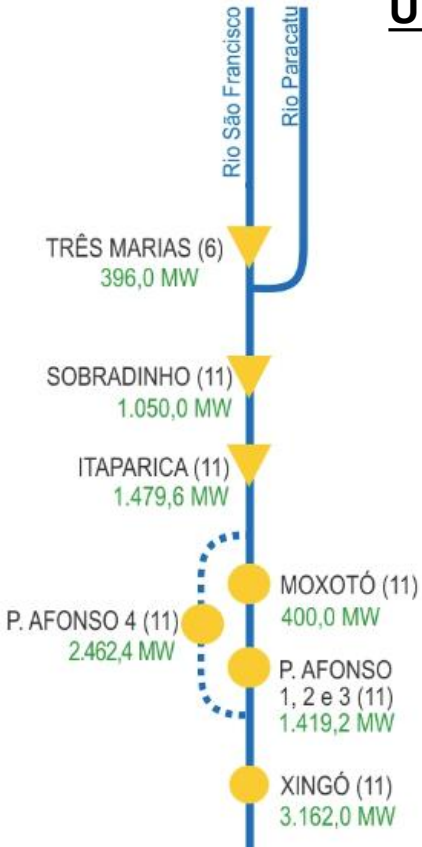 U
Rio São Francisco
Rio Paracatu
TRÊS MARIAS (6)
396,0 MW
SOBRADINHO (11)
1.050,0 MW
ITAPARICA (11)
1.479,6 MW
MOXOTÓ (11)
400,0 MW
P. AFONSO 4 (11)
2.462,4 MW
P. AFONSO
1, 2 e 3 (11)
1.419,2 MW
XINGÓ (11)
3.162,0 MW